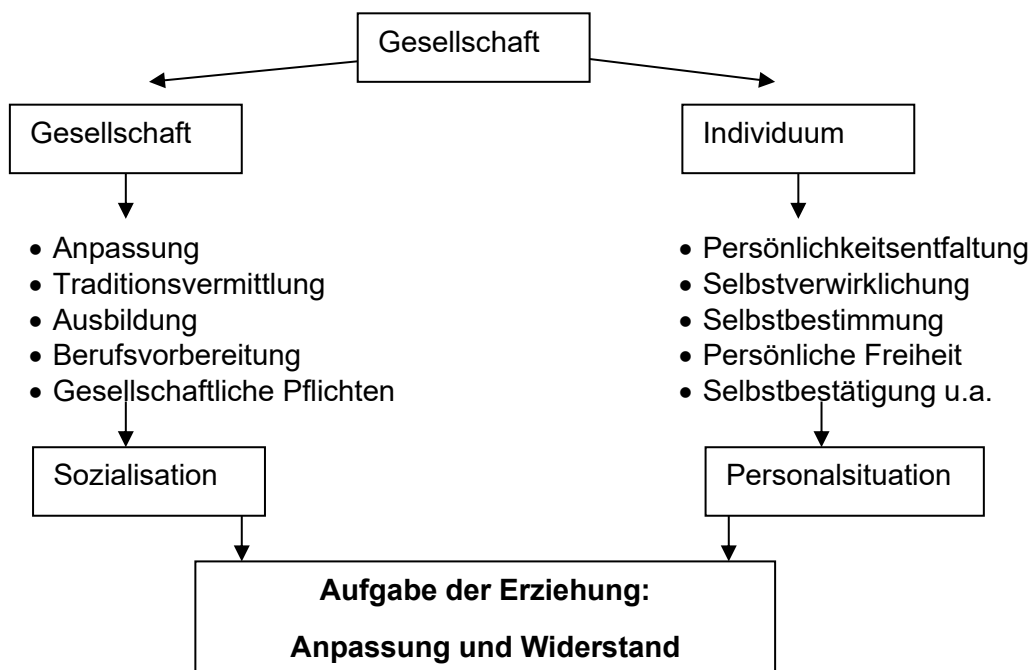 Gesellschaft
Gesellschaft
Individuum
• Anpassung
• Traditionsvermittlung
• Ausbildung
• Berufsvorbereitung
• Gesellschaftliche Pflichten
• Persönlichkeitsentfaltung
• Selbstverwirklichung
• Selbstbestimmung
• Persönliche Freiheit
• Selbstbestätigung u.a.
Sozialisation
Personalsituation
Aufgabe der Erziehung:
Anpassung und Widerstand